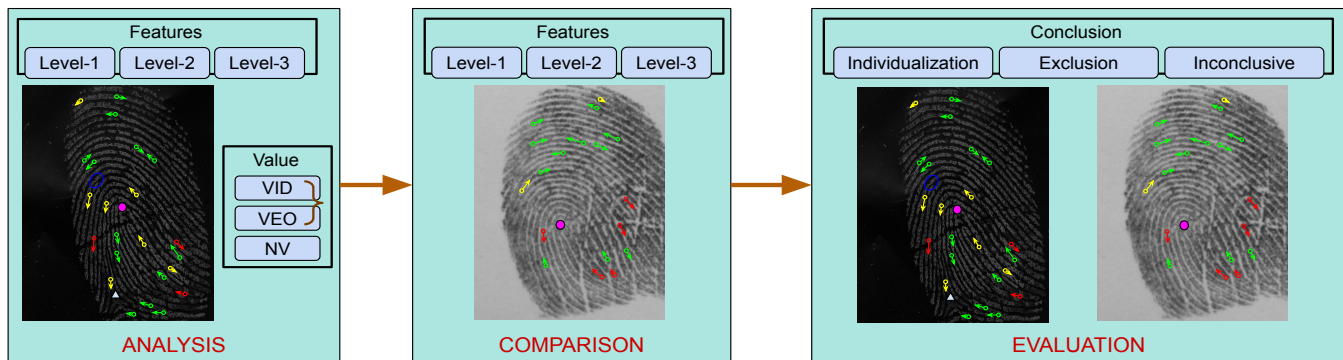 Features
Level-1 Level-2 Level-3
Value
VID
VEO
NV
ANALYSIS
Features
Level-1 Level-2 Level-3
COMPARISON
Conclusion
Individualization Exclusion Inconclusive
EVALUATION